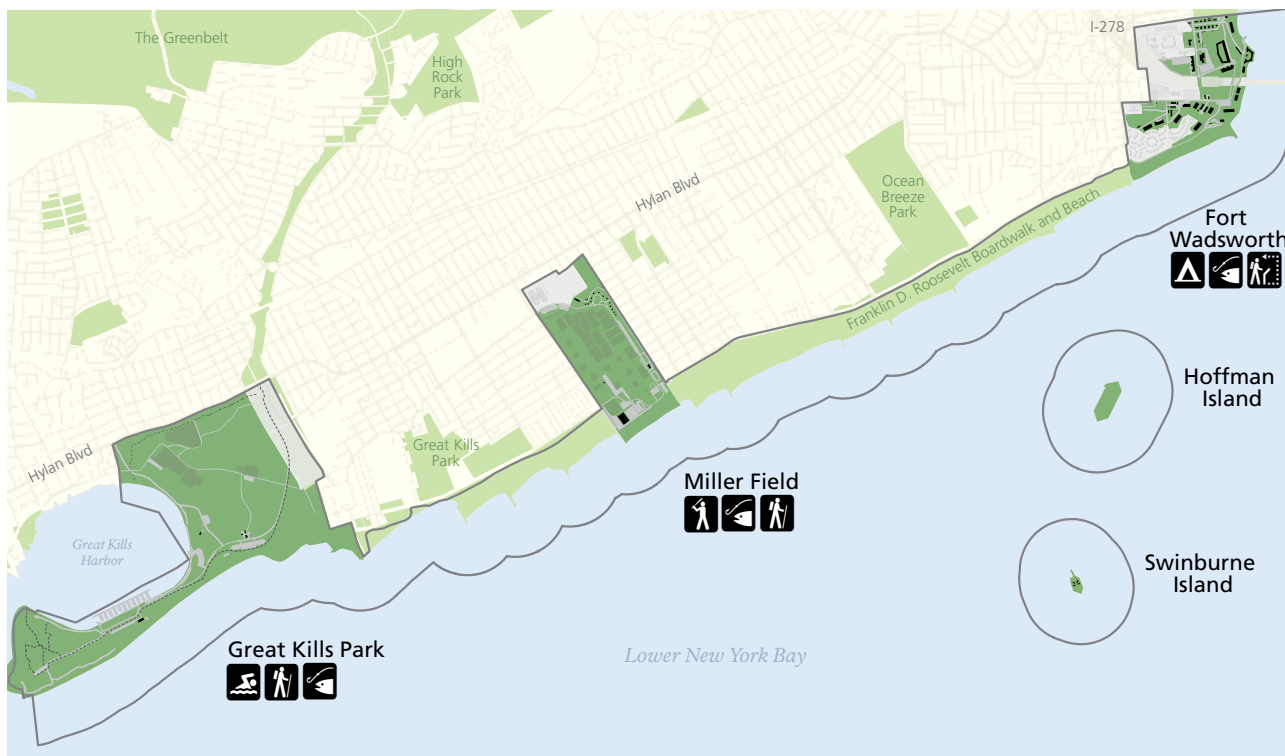 The Greenbelt
High
Rock
Park
I-278
Hylan Blvd
Ocean
Breeze
Park
Franklin D. Roosevelt Boardwalk and Beach
Fort
Wadsworth
Hoffman
Island
Hylan Blvd
Great Kills
Park
Miller Field
Great Kills
Harbor
Swinburne
Island
Great Kills Park
Lower New York Bay